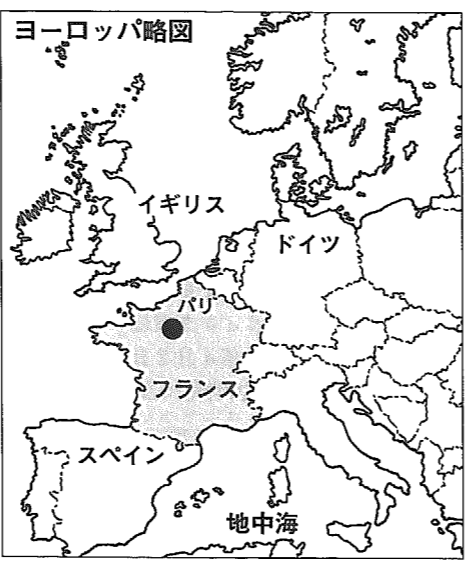 ヨーロッパ略図
イギリス
ドイツ
パリ
フランス
スペイン
地中海